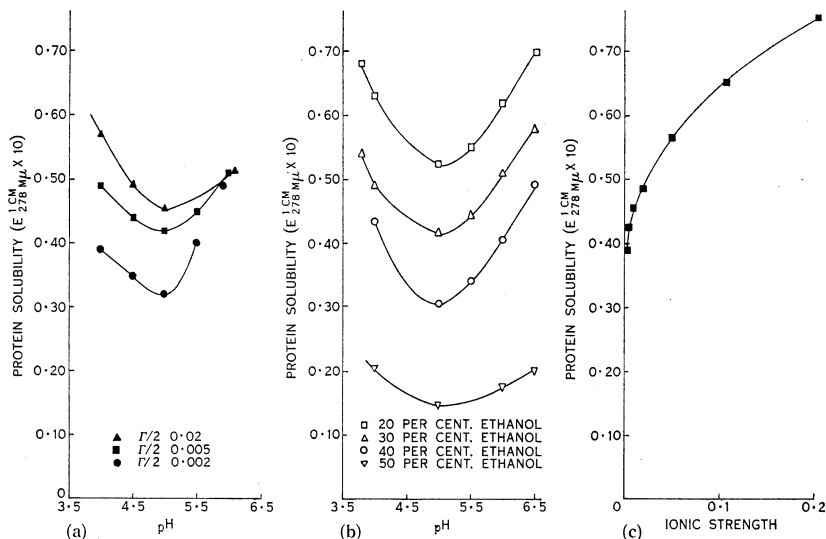 0·70
0·60
0·50
0·40
0·30
0·20
0·10
0
3·5 4·5 5·5 6·5
PROTEIN SOLUBILITY (E 1 CM 278 Mμ X 10)
▲ Γ/2 0·02
■ Γ/2 0·005
● Γ/2 0·002
(a) pH
0·70
0·60
0·50
0·40
0·30
0·20
0·10
3·5 4·5 5·5 6·5
PROTEIN SOLUBILITY (E 1 CM 278 Mμ X 10)
□ 20 PER CENT. ETHANOL
△ 30 PER CENT. ETHANOL
○ 40 PER CENT. ETHANOL
▽ 50 PER CENT. ETHANOL
(b) pH
0·70
0·60
0·50
0·40
0·30
0·20
0·10
0 0·1 0·2
PROTEIN SOLUBILITY (E 1 CM 278 Mμ X 10)
(c) IONIC STRENGTH